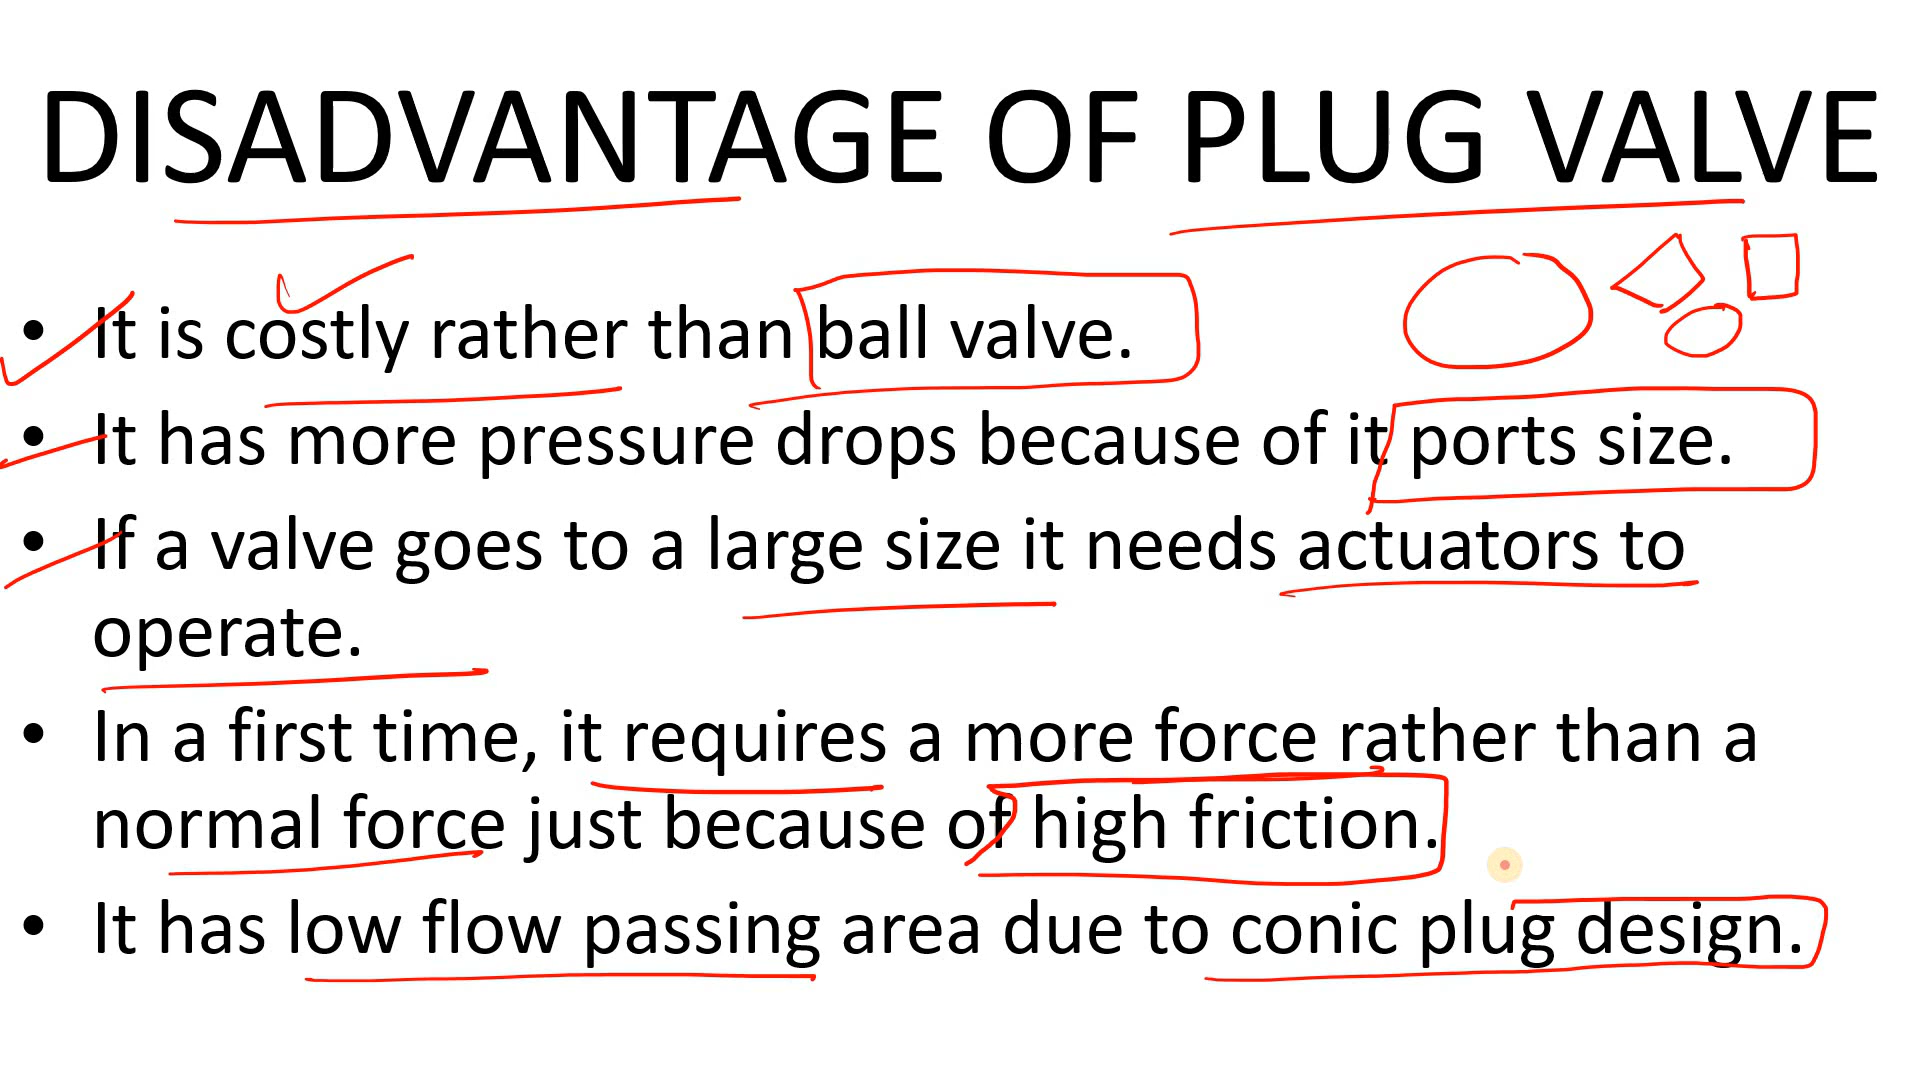 DISADVANTAGE OF PLUG VALVE
• It is costly rather than ball valve.
• It has more pressure drops because of it ports size.
• If a valve goes to a large size it needs actuators to
operate.
• In a first time, it requires a more force rather than a
normal force just because of high friction.
• It has low flow passing area due to conic plug design.